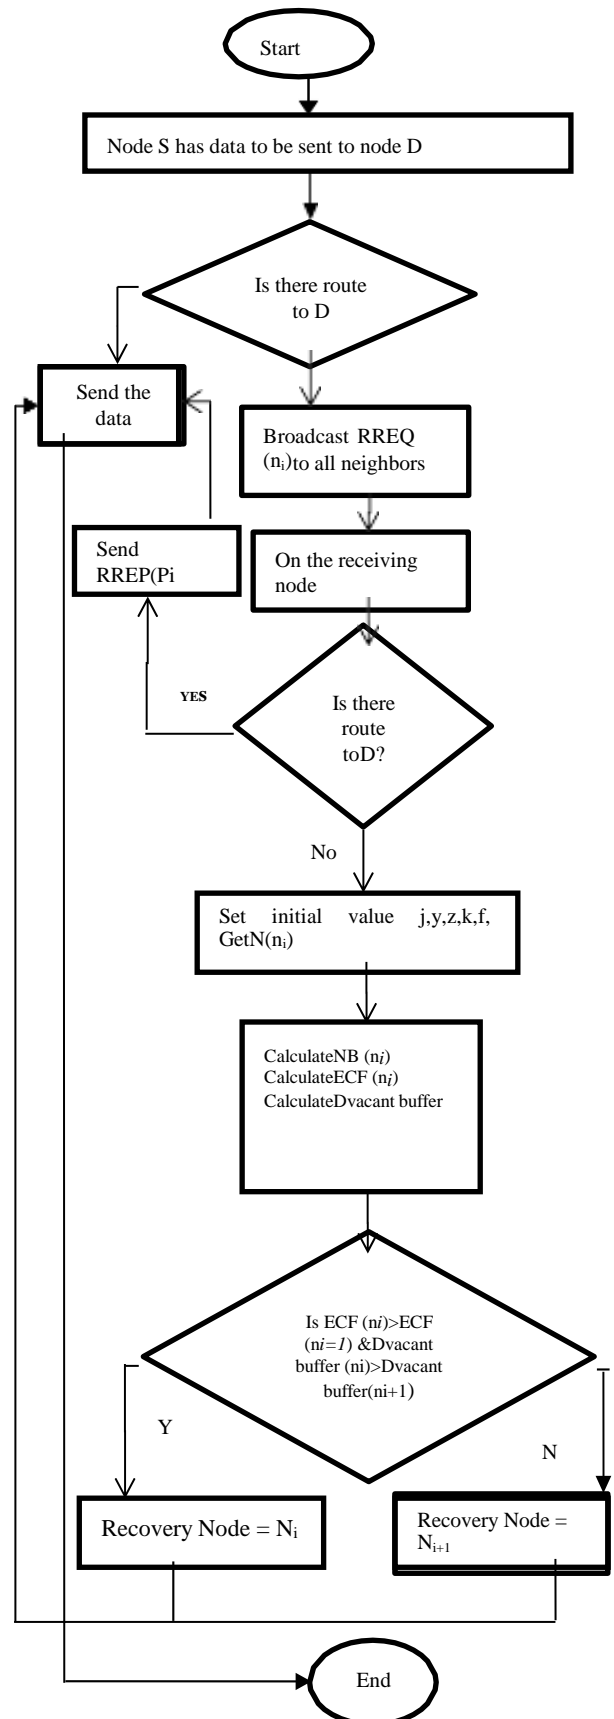 Start
Node S has data to be sent to node D
Is there route
to D
Send the
data
Broadcast RREQ
(nᵢ)to all neighbors
Send
RREP(Pi
On the receiving
node
YES
Is there
route
toD?
No
Set initial value j,y,z,k,f,
GetN(nᵢ)
CalculateNB (ni)
CalculateECF (ni)
CalculateDvacant buffer
Is ECF (ni)>ECF
(ni=1) &Dvacant
buffer (ni)>Dvacant
buffer(ni+1)
Y
N
Recovery Node = Nᵢ
Recovery Node =
Nᵢ₊₁
End